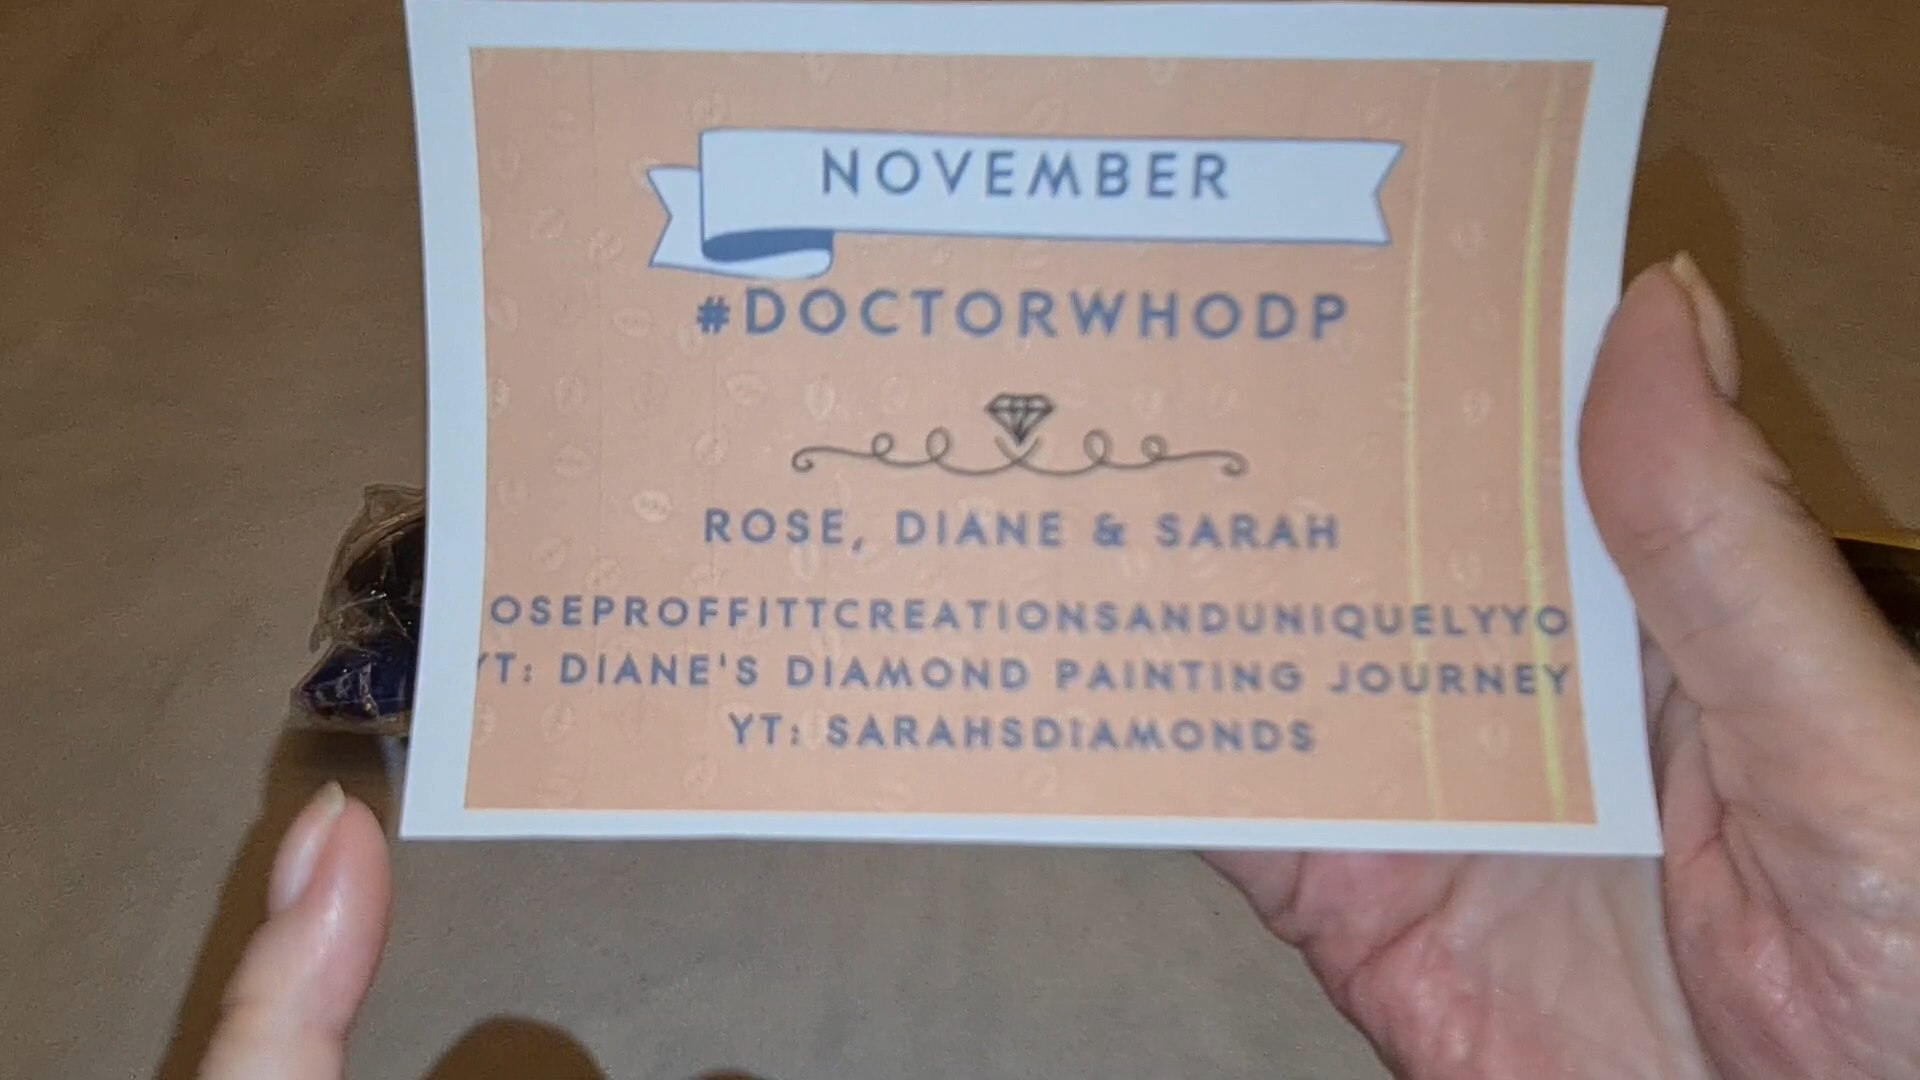 NOVEMBER
#DOCTORWHODP
ROSE, DIANE & SARAH
OSEPROFFITTCREATIONSANDUNIQUELYYO
YT: DIANE'S DIAMOND PAINTING JOURNEY
YT: SARAHSDIAMONDS